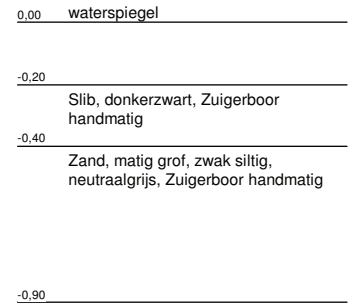 0,00 waterspiegel
-0,20
Slib, donkerzwart, Zuigerboor
handmatig
-0,40
Zand, matig grof, zwak siltig,
neutraalgrijs, Zuigerboor handmatig
-0,90